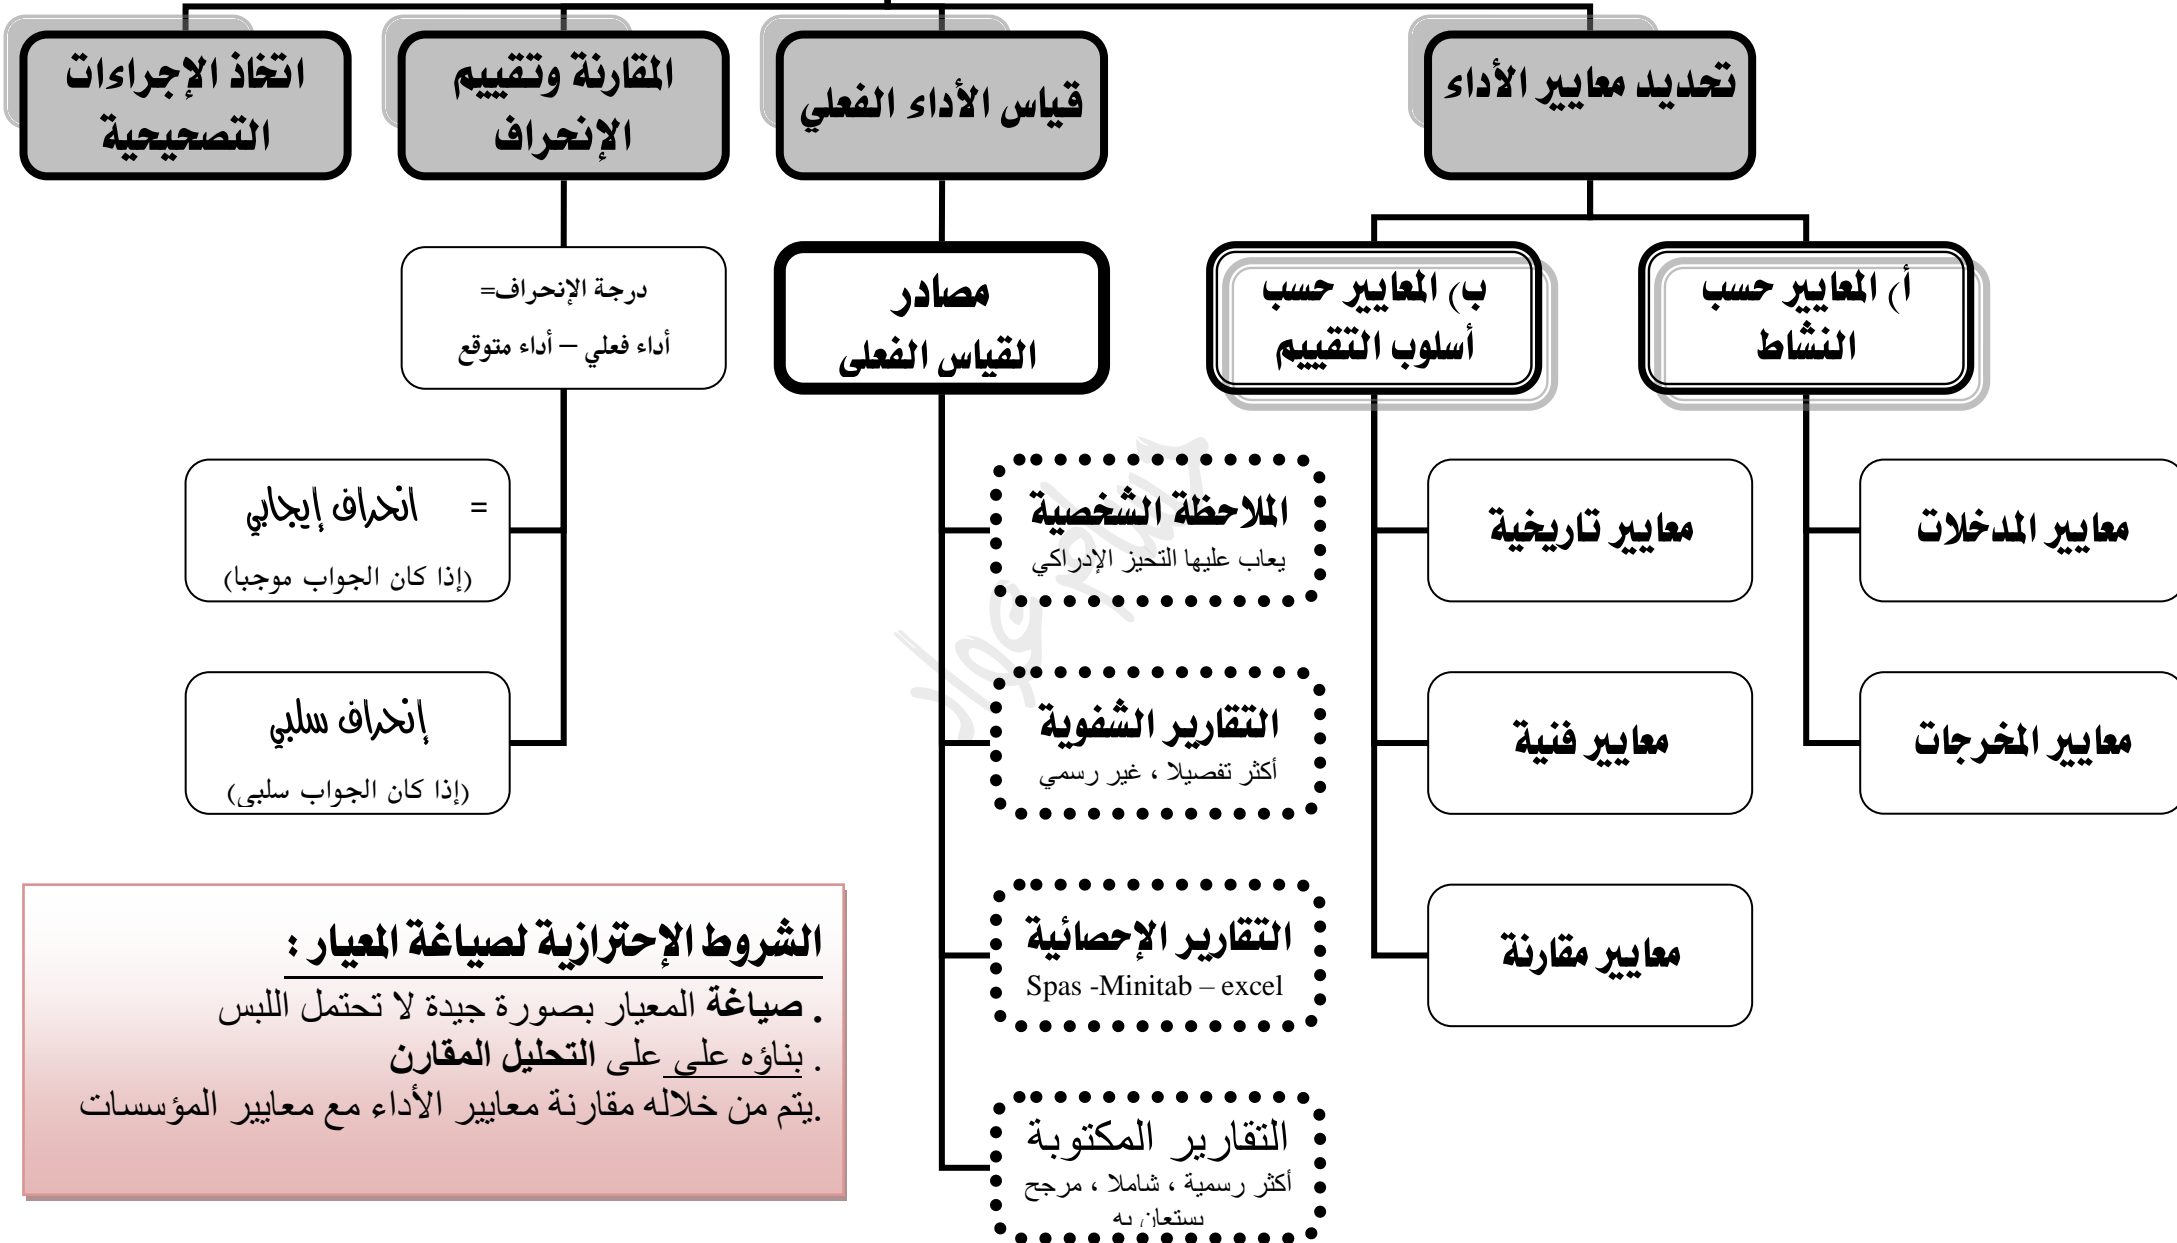 تحديد معايير الأداء
قياس الأداء الفعلي
المقارنة وتقييم
الإنحراف
اتخاذ الإجراءات
التصحيحية
أ) المعايير حسب
النشاط
ب) المعايير حسب
أسلوب التقييم
مصادر
القياس الفعلي
درجة الإنحراف=
أداء فعلي – أداء متوقع
معايير المدخلات
معايير المخرجات
معايير تاريخية
معايير فنية
معايير مقارنة
الملاحظة الشخصية
يعاب عليها التحيز الإدراكي
التقارير الشفوية
أكثر تفصيلا ، غير رسمي
التقارير الإحصائية
Spas -Minitab – excel
التقارير المكتوبة
أكثر رسمية ، شاملا ، مرجح
يستعان به
= انحراف إيجابي
(إذا كان الجواب موجبا)
إنحراف سلبي
(إذا كان الجواب سلبي)
الشروط الإحترازية لصياغة المعيار :
. صياغة المعيار بصورة جيدة لا تحتمل اللبس
. بناؤه على على التحليل المقارن
.يتم من خلاله مقارنة معايير الأداء مع معايير المؤسسات
حسام عواد